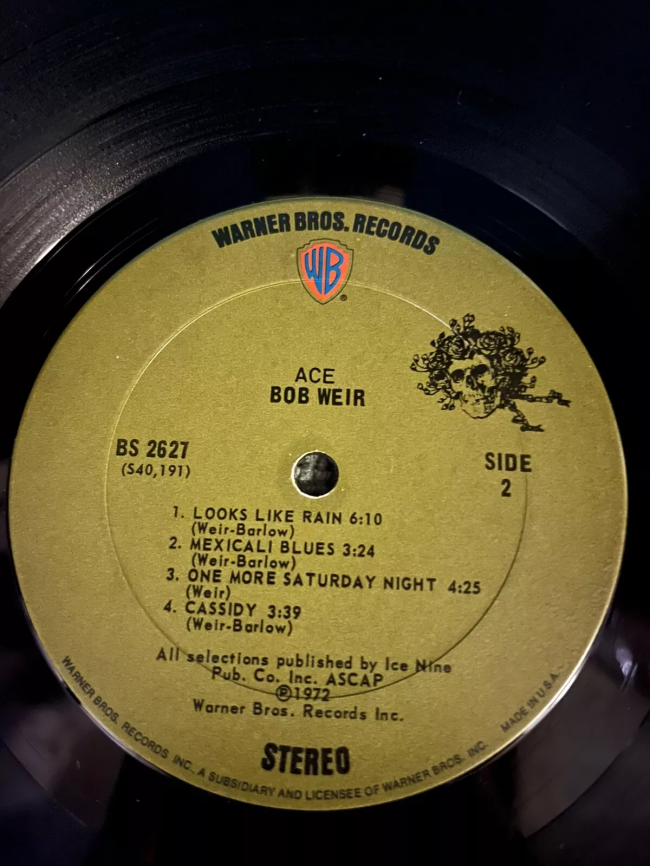 WARNER BROS. RECORDS
WB
®
ACE
BOB WEIR
BS 2627
(S40,191)
SIDE
2
1. LOOKS LIKE RAIN 6:10
(Weir-Barlow)
2. MEXICALI BLUES 3:24
(Weir-Barlow)
3. ONE MORE SATURDAY NIGHT 4:25
(Weir)
4. CASSIDY 3:39
(Weir-Barlow)
All selections published by Ice Nine
Pub. Co. Inc. ASCAP
℗1972
Warner Bros. Records Inc.
STEREO
WARNER BROS. RECORDS INC. A SUBSIDIARY AND LICENSEE OF WARNER BROS. INC. MADE IN U.S.A.